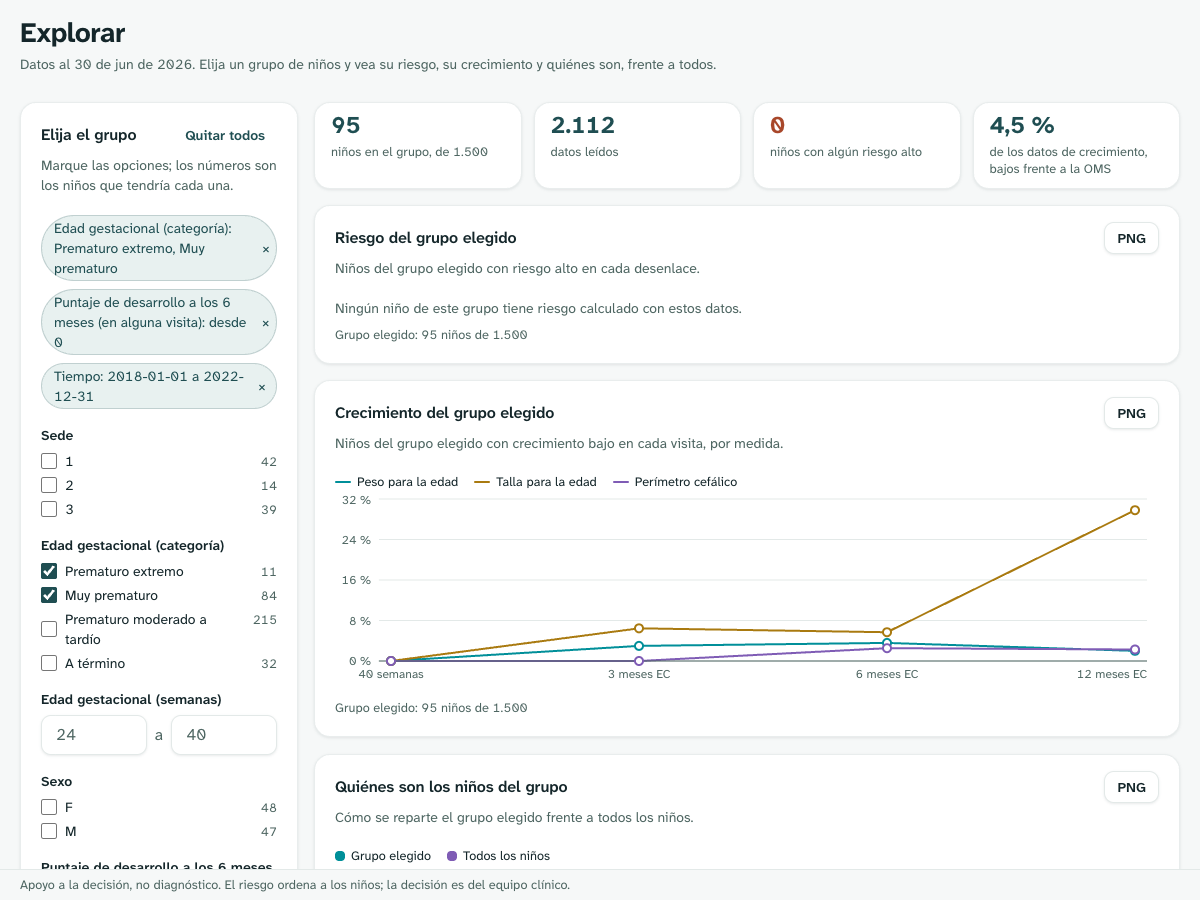 Explorar
Datos al 30 de jun de 2026. Elija un grupo de niños y vea su riesgo, su crecimiento y quiénes son, frente a todos.
Elija el grupo
Quitar todos
Marque las opciones; los números son
los niños que tendría cada una.
Edad gestacional (categoría):
Prematuro extremo, Muy
prematuro
×
Puntaje de desarrollo a los 6
meses (en alguna visita): desde
0
×
Tiempo: 2018-01-01 a 2022-
12-31
×
Sede
1 42
2 14
3 39
Edad gestacional (categoría)
Prematuro extremo 11
Muy prematuro 84
Prematuro moderado a 215
tardío
A término 32
Edad gestacional (semanas)
24 a 40
Sexo
F 48
M 47
Puntaje de desarrollo a los 6 meses
95
niños en el grupo, de 1.500
2.112
datos leídos
0
niños con algún riesgo alto
4,5 %
de los datos de crecimiento,
bajos frente a la OMS
Riesgo del grupo elegido
PNG
Niños del grupo elegido con riesgo alto en cada desenlace.
Ningún niño de este grupo tiene riesgo calculado con estos datos.
Grupo elegido: 95 niños de 1.500
Crecimiento del grupo elegido
PNG
Niños del grupo elegido con crecimiento bajo en cada visita, por medida.
Peso para la edad Talla para la edad Perímetro cefálico
32 %
24 %
16 %
8 %
0 %
40 semanas 3 meses EC 6 meses EC 12 meses EC
Grupo elegido: 95 niños de 1.500
Quiénes son los niños del grupo
PNG
Cómo se reparte el grupo elegido frente a todos los niños.
Grupo elegido Todos los niños
Apoyo a la decisión, no diagnóstico. El riesgo ordena a los niños; la decisión es del equipo clínico.